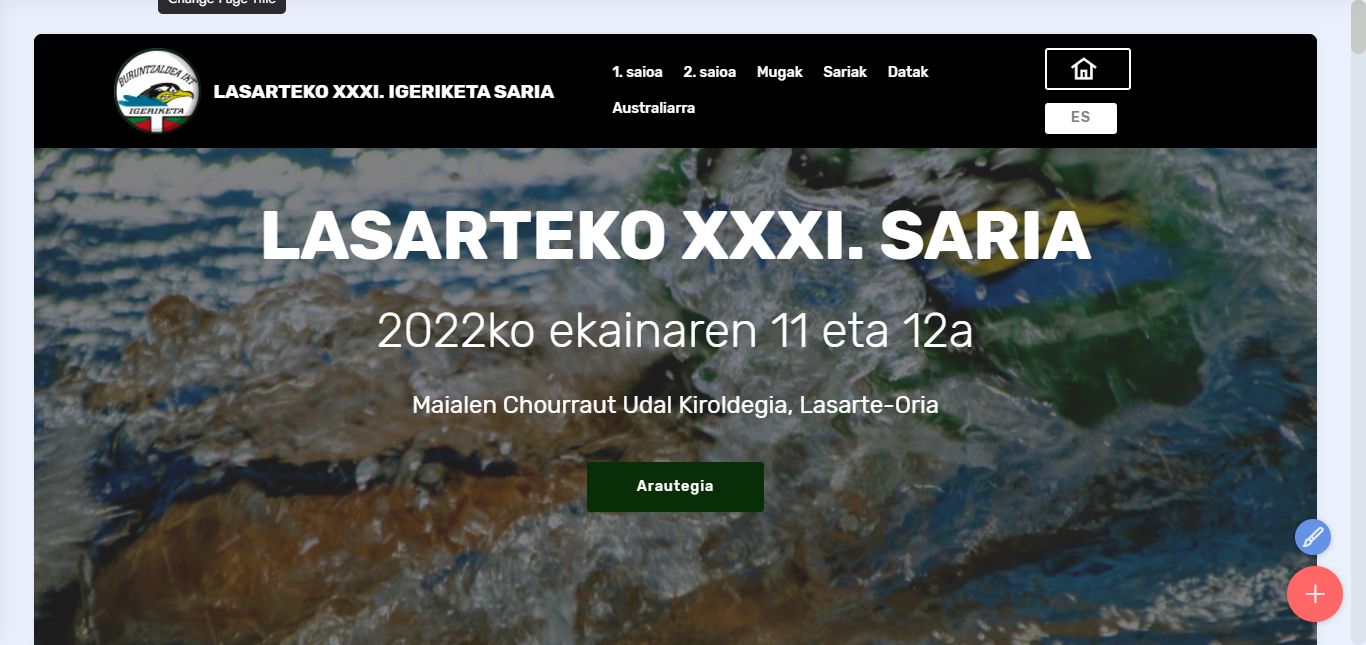 Change Page Title
BURUNTZALDEA IKT
IGERIKETA
LASARTEKO XXXI. IGERIKETA SARIA
1. saioa 2. saioa Mugak Sariak Datak
Australiarra
ES
LASARTEKO XXXI. SARIA
2022ko ekainaren 11 eta 12a
Maialen Chourraut Udal Kiroldegia, Lasarte-Oria
Arautegia